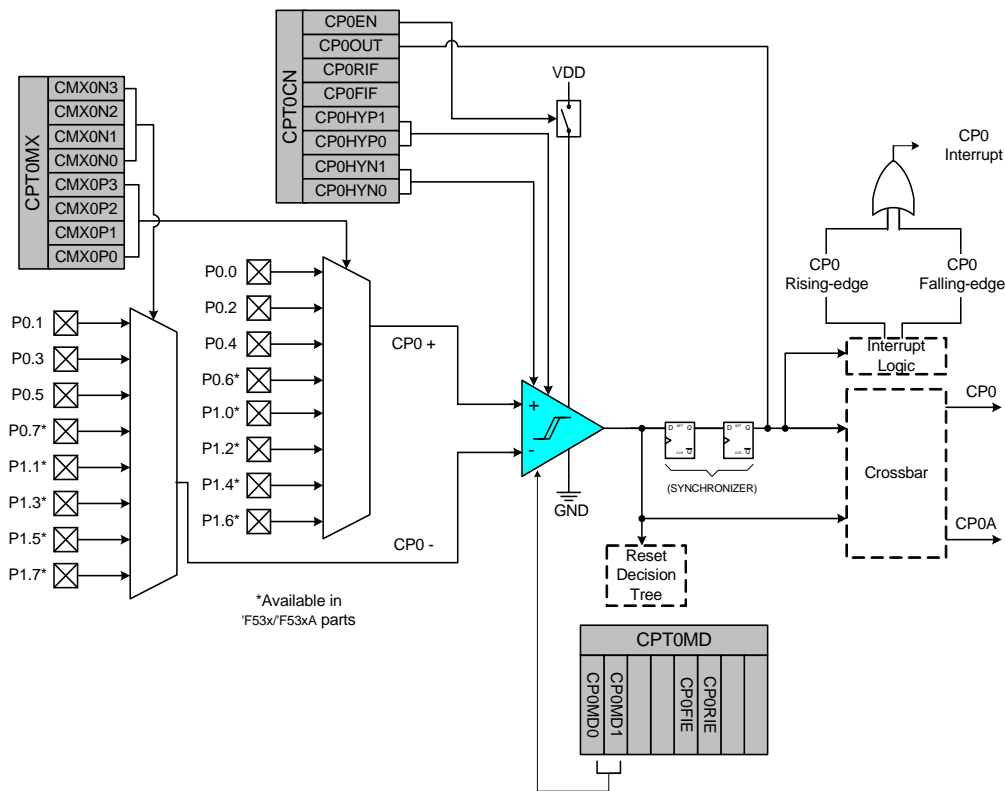 CPT0CN
CP0EN
CP0OUT
CP0RIF
CP0FIF
CP0HYP1
CP0HYP0
CP0HYN1
CP0HYN0
VDD
CPT0MX
CMX0N3
CMX0N2
CMX0N1
CMX0N0
CMX0P3
CMX0P2
CMX0P1
CMX0P0
CP0
Interrupt
CP0
Rising-edge
CP0
Falling-edge
Interrupt
Logic
P0.0
P0.2
P0.4
P0.6*
P1.0*
P1.2*
P1.4*
P1.6*
P0.1
P0.3
P0.5
P0.7*
P1.1*
P1.3*
P1.5*
P1.7*
CP0 +
CP0 -
+
-
GND
D SET Q
CLR Q
D SET Q
CLR Q
(SYNCHRONIZER)
Crossbar
CP0
CP0A
Reset
Decision
Tree
*Available in
'F53x/'F53xA parts
CPT0MD
CP0MD0
CP0MD1
CP0FIE
CP0RIE